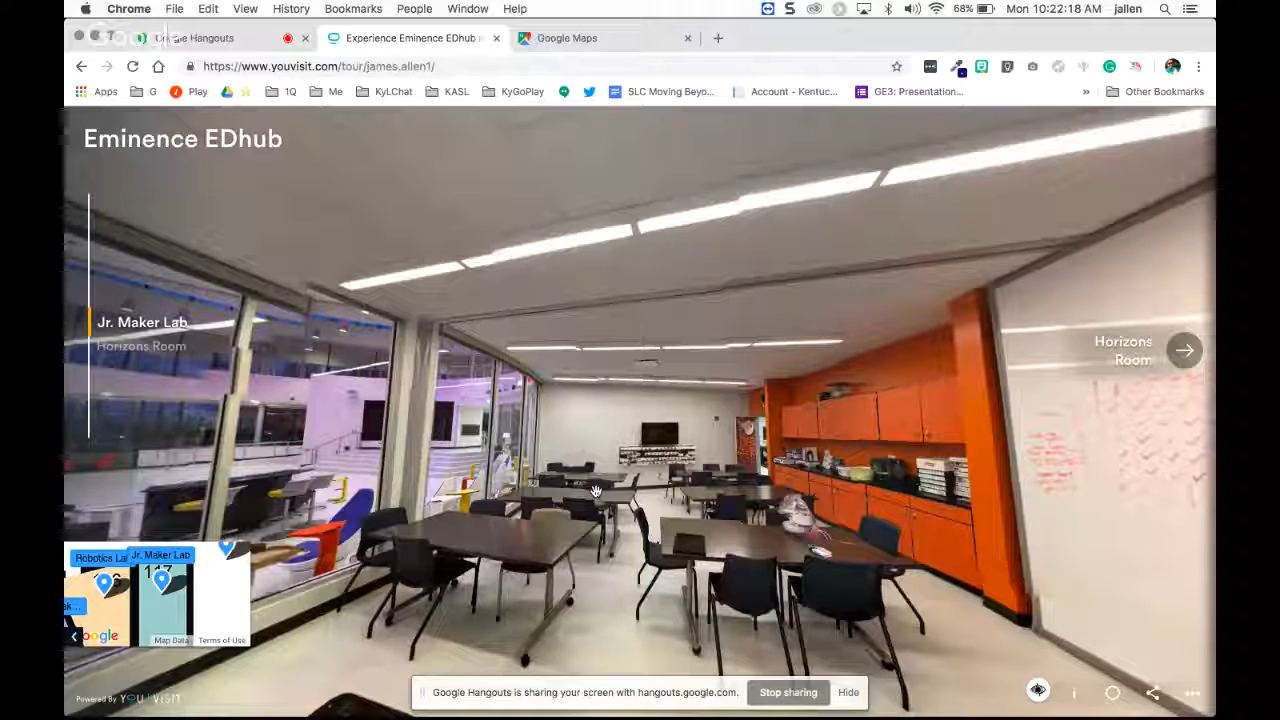 Chrome File Edit View History Bookmarks People Window Help 68% Mon 10:22:18 AM jallen
Google Hangouts Experience Eminence EDhub Google Maps
https://www.youvisit.com/tour/james.allen1/
Apps G Play 1Q Me KyLChat KASL KyGoPlay SLC Moving Beyo... Account - Kentuc... GE3: Presentation... » Other Bookmarks
Eminence EDhub
Jr. Maker Lab
Horizons Room
Horizons
Room
Robotics La Jr. Maker Lab
Map Data Terms of Use
Powered By YOUVISIT
Google Hangouts is sharing your screen with hangouts.google.com. Stop sharing Hide